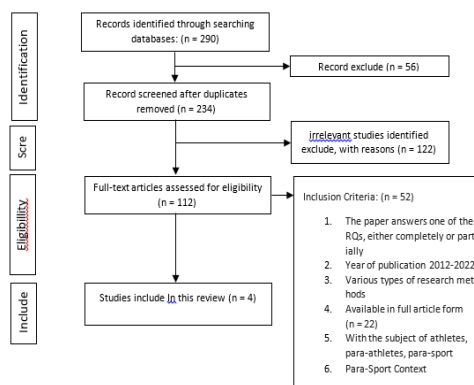 Identification
Records identified through searching
databases: (n = 290)
Record exclude (n = 56)
Record screened after duplicates
removed (n = 234)
Scre
irrelevant studies identified
exclude, with reasons (n = 122)
Eligibillity
Full-text articles assessed for eligibility
(n = 112)
Inclusion Criteria: (n = 52)
1. The paper answers one of the
RQs, either completely or part
ially
2. Year of publication 2012-2022
3. Various types of research met
hods
4. Available in full article form
(n = 22)
5. With the subject of athletes,
para-athletes, para-sport
6. Para-Sport Context
Include
Studies include In this review (n = 4)